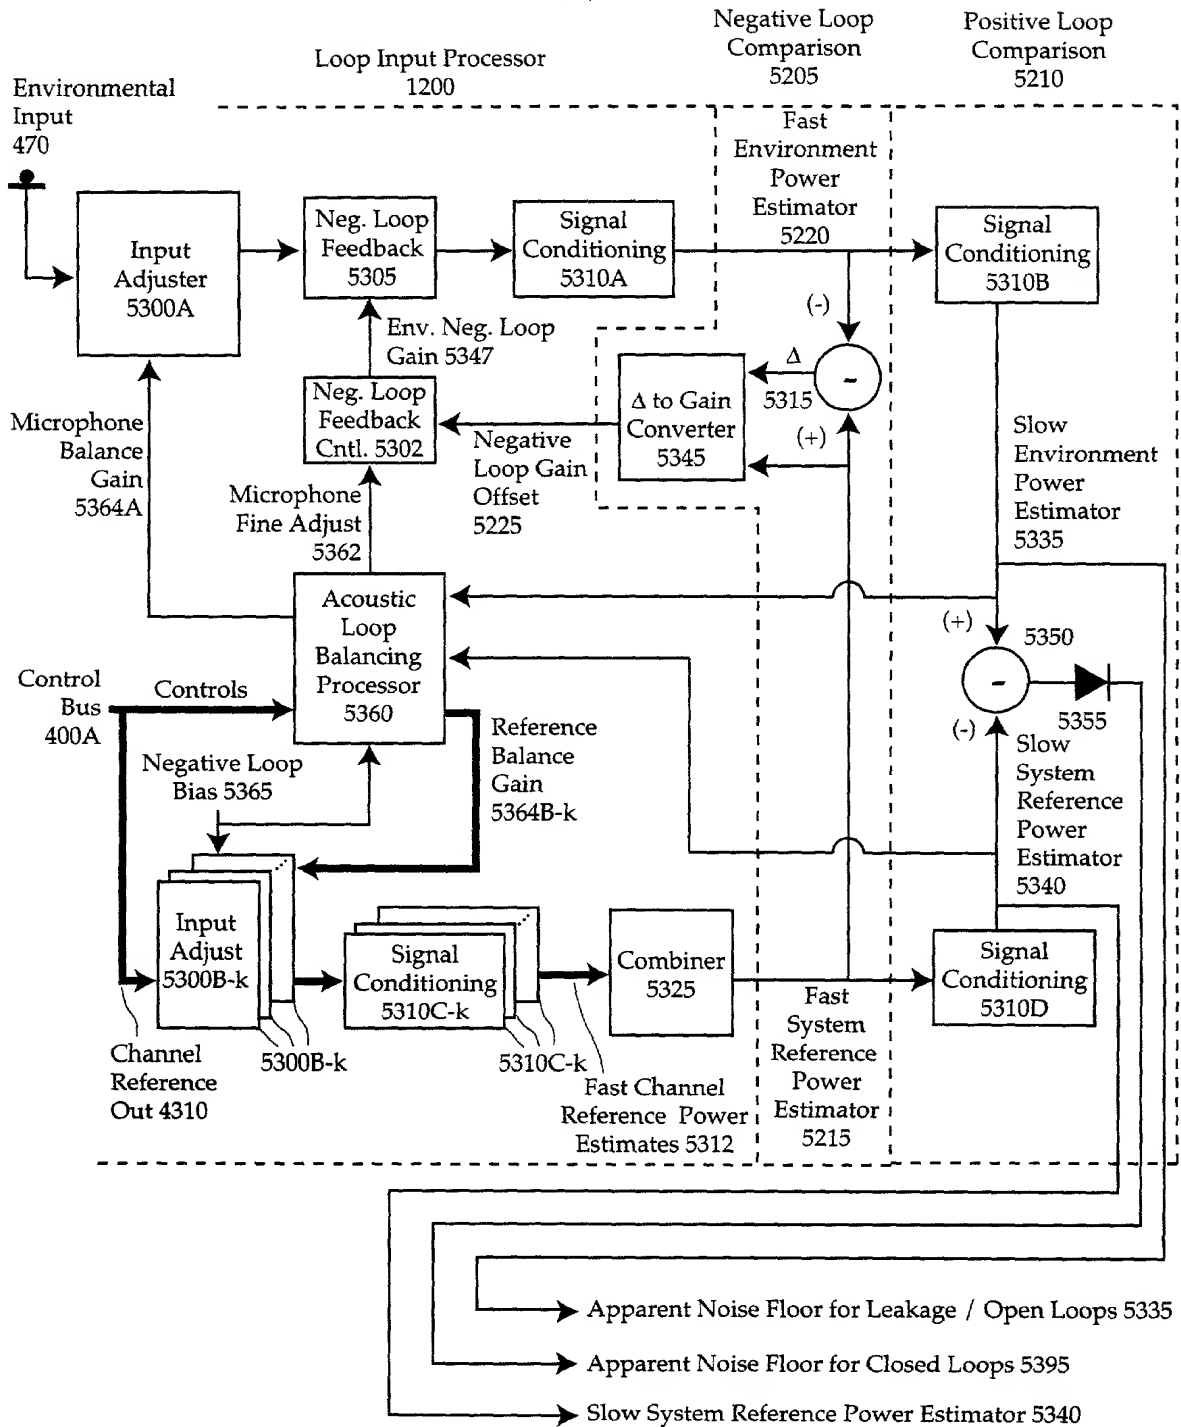 Negative Loop
Comparison
5205
Positive Loop
Comparison
5210
Loop Input Processor
1200
Environmental
Input
470
Fast
Environment
Power
Estimator
5220
Input
Adjuster
5300A
Neg. Loop
Feedback
5305
Signal
Conditioning
5310A
Signal
Conditioning
5310B
(-)
Env. Neg. Loop
Gain 5347
Δ
5315
-
Δ to Gain
Converter
5345
(+)
Neg. Loop
Feedback
Cntl. 5302
Microphone
Balance
Gain
5364A
Negative
Loop Gain
Offset
5225
Microphone
Fine Adjust
5362
Slow
Environment
Power
Estimator
5335
Acoustic
Loop
Balancing
Processor
5360
(+)
5350
-
5355
(-)
Control
Bus
400A
Controls
Reference
Balance
Gain
5364B-k
Negative Loop
Bias 5365
Slow
System
Reference
Power
Estimator
5340
Input
Adjust
5300B-k
Signal
Conditioning
5310C-k
Combiner
5325
Signal
Conditioning
5310D
Channel
Reference
Out 4310
5300B-k
5310C-k
Fast Channel
Reference Power
Estimates 5312
Fast
System
Reference
Power
Estimator
5215
Apparent Noise Floor for Leakage / Open Loops 5335
Apparent Noise Floor for Closed Loops 5395
Slow System Reference Power Estimator 5340